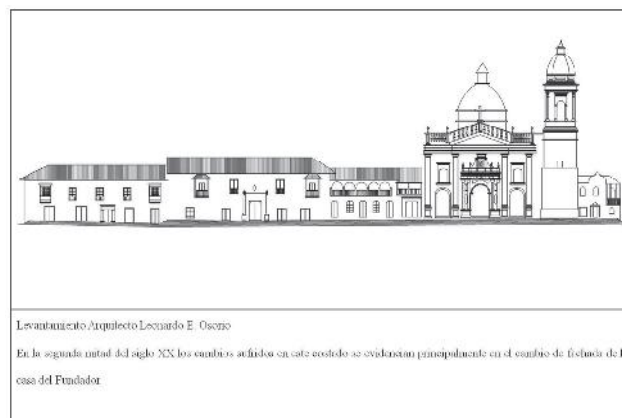 Levantamiento Arquitecto Leonardo E. Osorio
En la segunda mitad del siglo XX los cambios sufridos en este costado se evidencian principalmente en el cambio de fachada de l
casa del Fundador